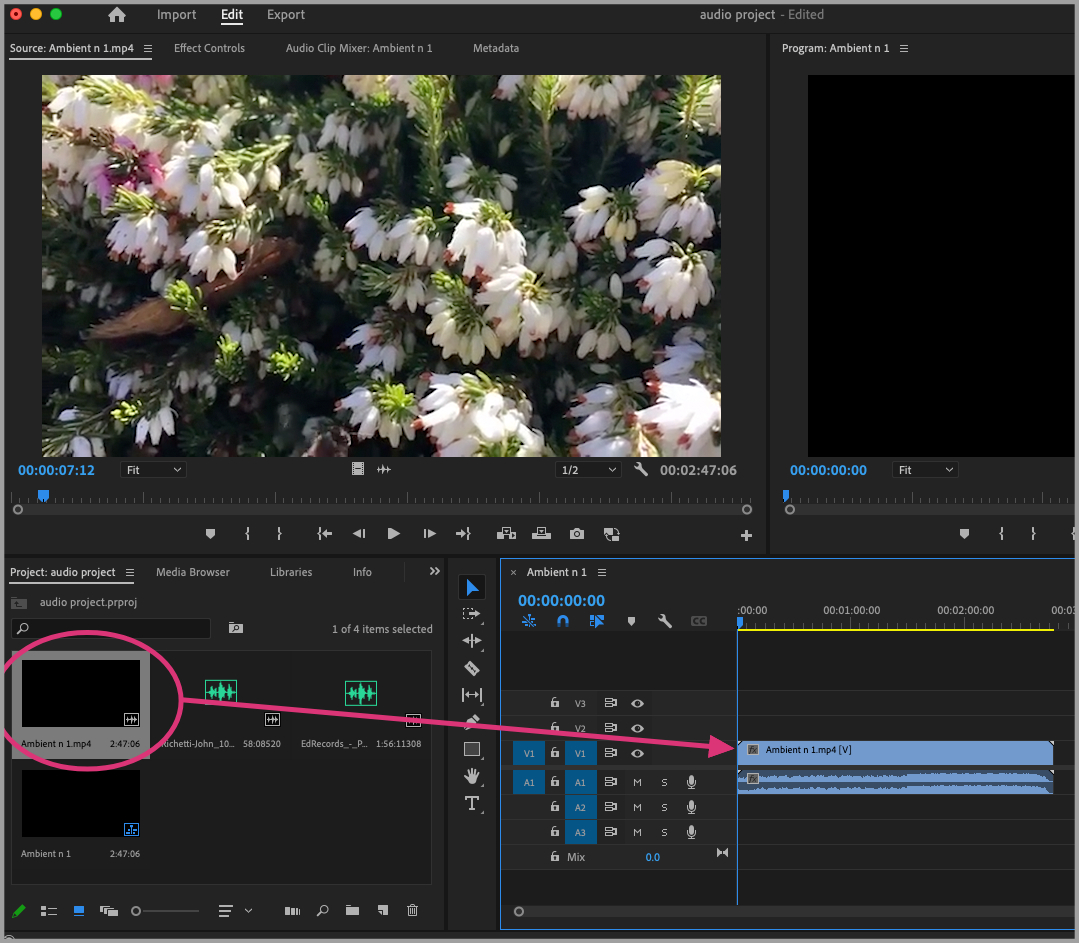 Import Edit Export audio project - Edited
Source: Ambient n 1.mp4 Effect Controls Audio Clip Mixer: Ambient n 1 Metadata Program: Ambient n 1
00:00:07:12 Fit 1/2 00:02:47:06 00:00:00:00 Fit
Project: audio project Media Browser Libraries Info
audio project.prproj
1 of 4 items selected
Ambient n 1.mp4 2:47:06 Richetti-John_10... 58:08520 EdRecords_-_P... 1:56:11308
Ambient n 1 2:47:06
T
× Ambient n 1
00:00:00:00
CC
:00:00 00:01:00:00 00:02:00:00 00:03
V3
V2
V1 V1 fx Ambient n 1.mp4 [V]
A1 A1 M S fx
A2 M S
A3 M S
Mix 0.0